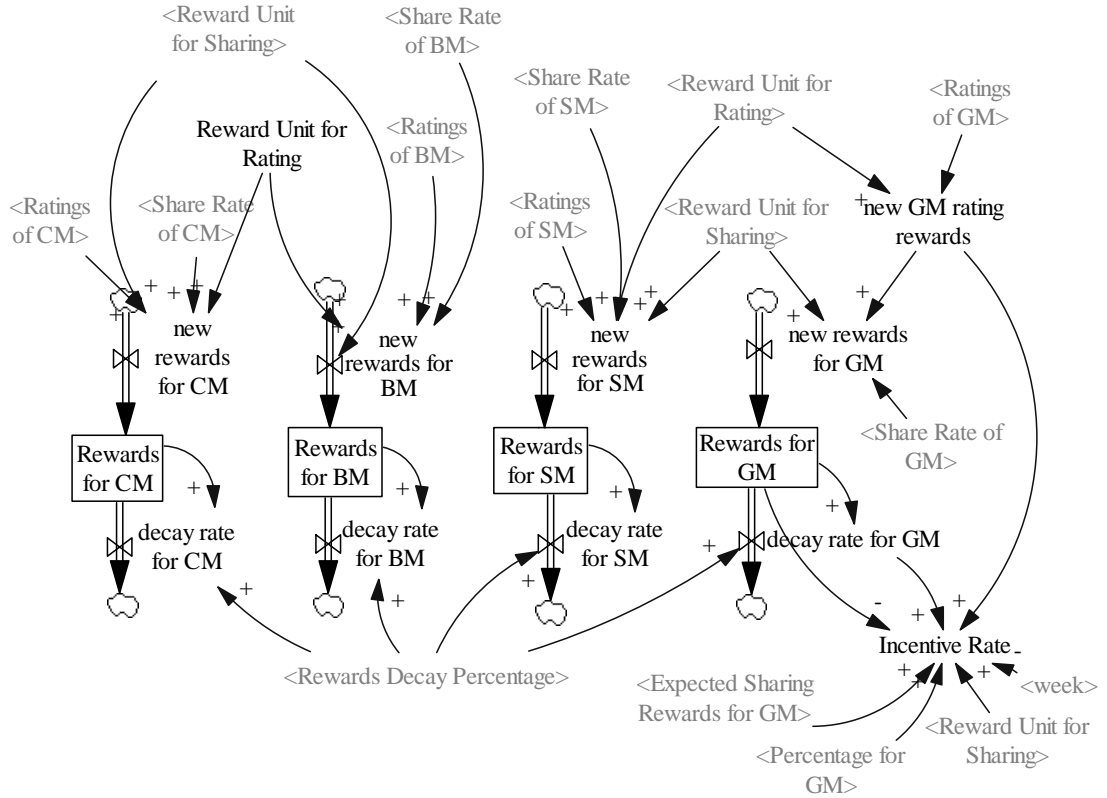 <Reward Unit
for Sharing>
<Share Rate
of BM>
<Share Rate
of SM>
<Reward Unit for
Rating>
<Ratings
of GM>
Reward Unit for
Rating
<Ratings
of BM>
<Ratings
of CM>
<Share Rate
of CM>
<Ratings
of SM>
<Reward Unit for
Sharing>
new GM rating
rewards
new
rewards
for CM
new
rewards for
BM
new
rewards
for SM
new rewards
for GM
<Share Rate of
GM>
Rewards
for CM
Rewards
for BM
Rewards
for SM
Rewards for
GM
decay rate
for CM
decay rate
for BM
decay rate
for SM
decay rate for GM
<Rewards Decay Percentage>
Incentive Rate
<Expected Sharing
Rewards for GM>
<week>
<Percentage for
GM>
<Reward Unit for
Sharing>